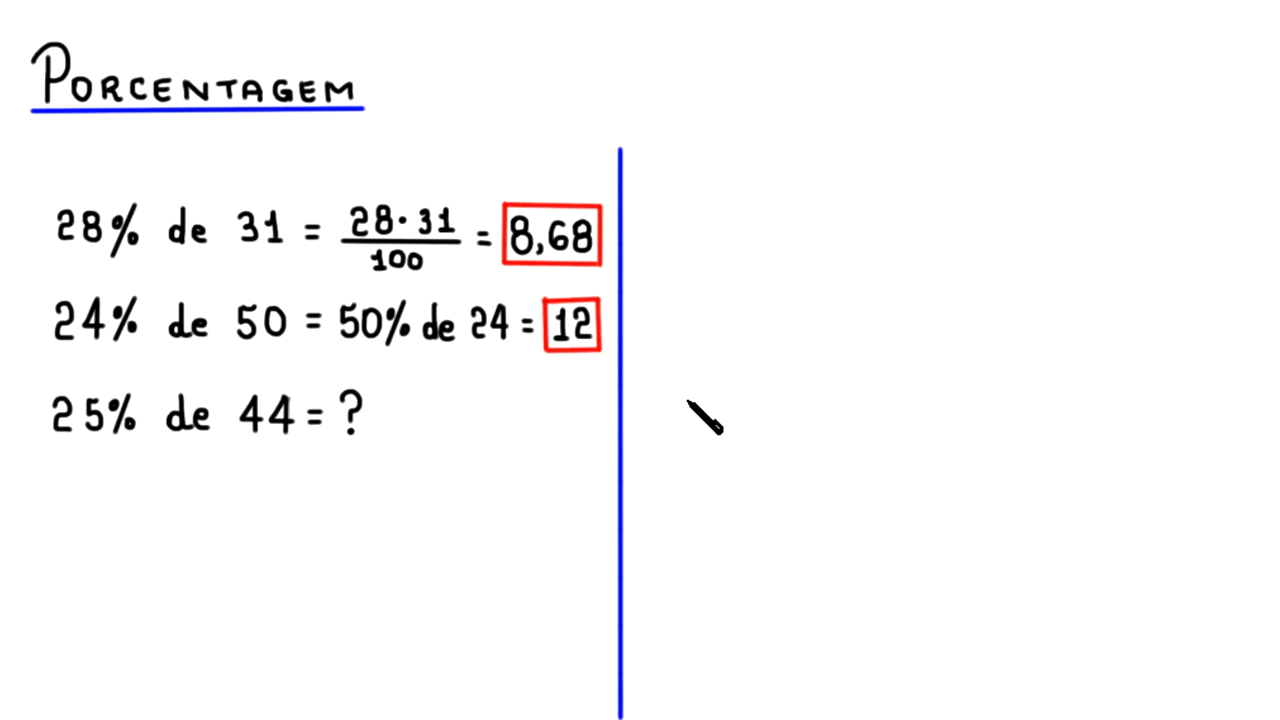 PORCENTAGEM
28% de 31 = 28·31/100 = 8,68
24% de 50 = 50% de 24 = 12
25% de 44 = ?